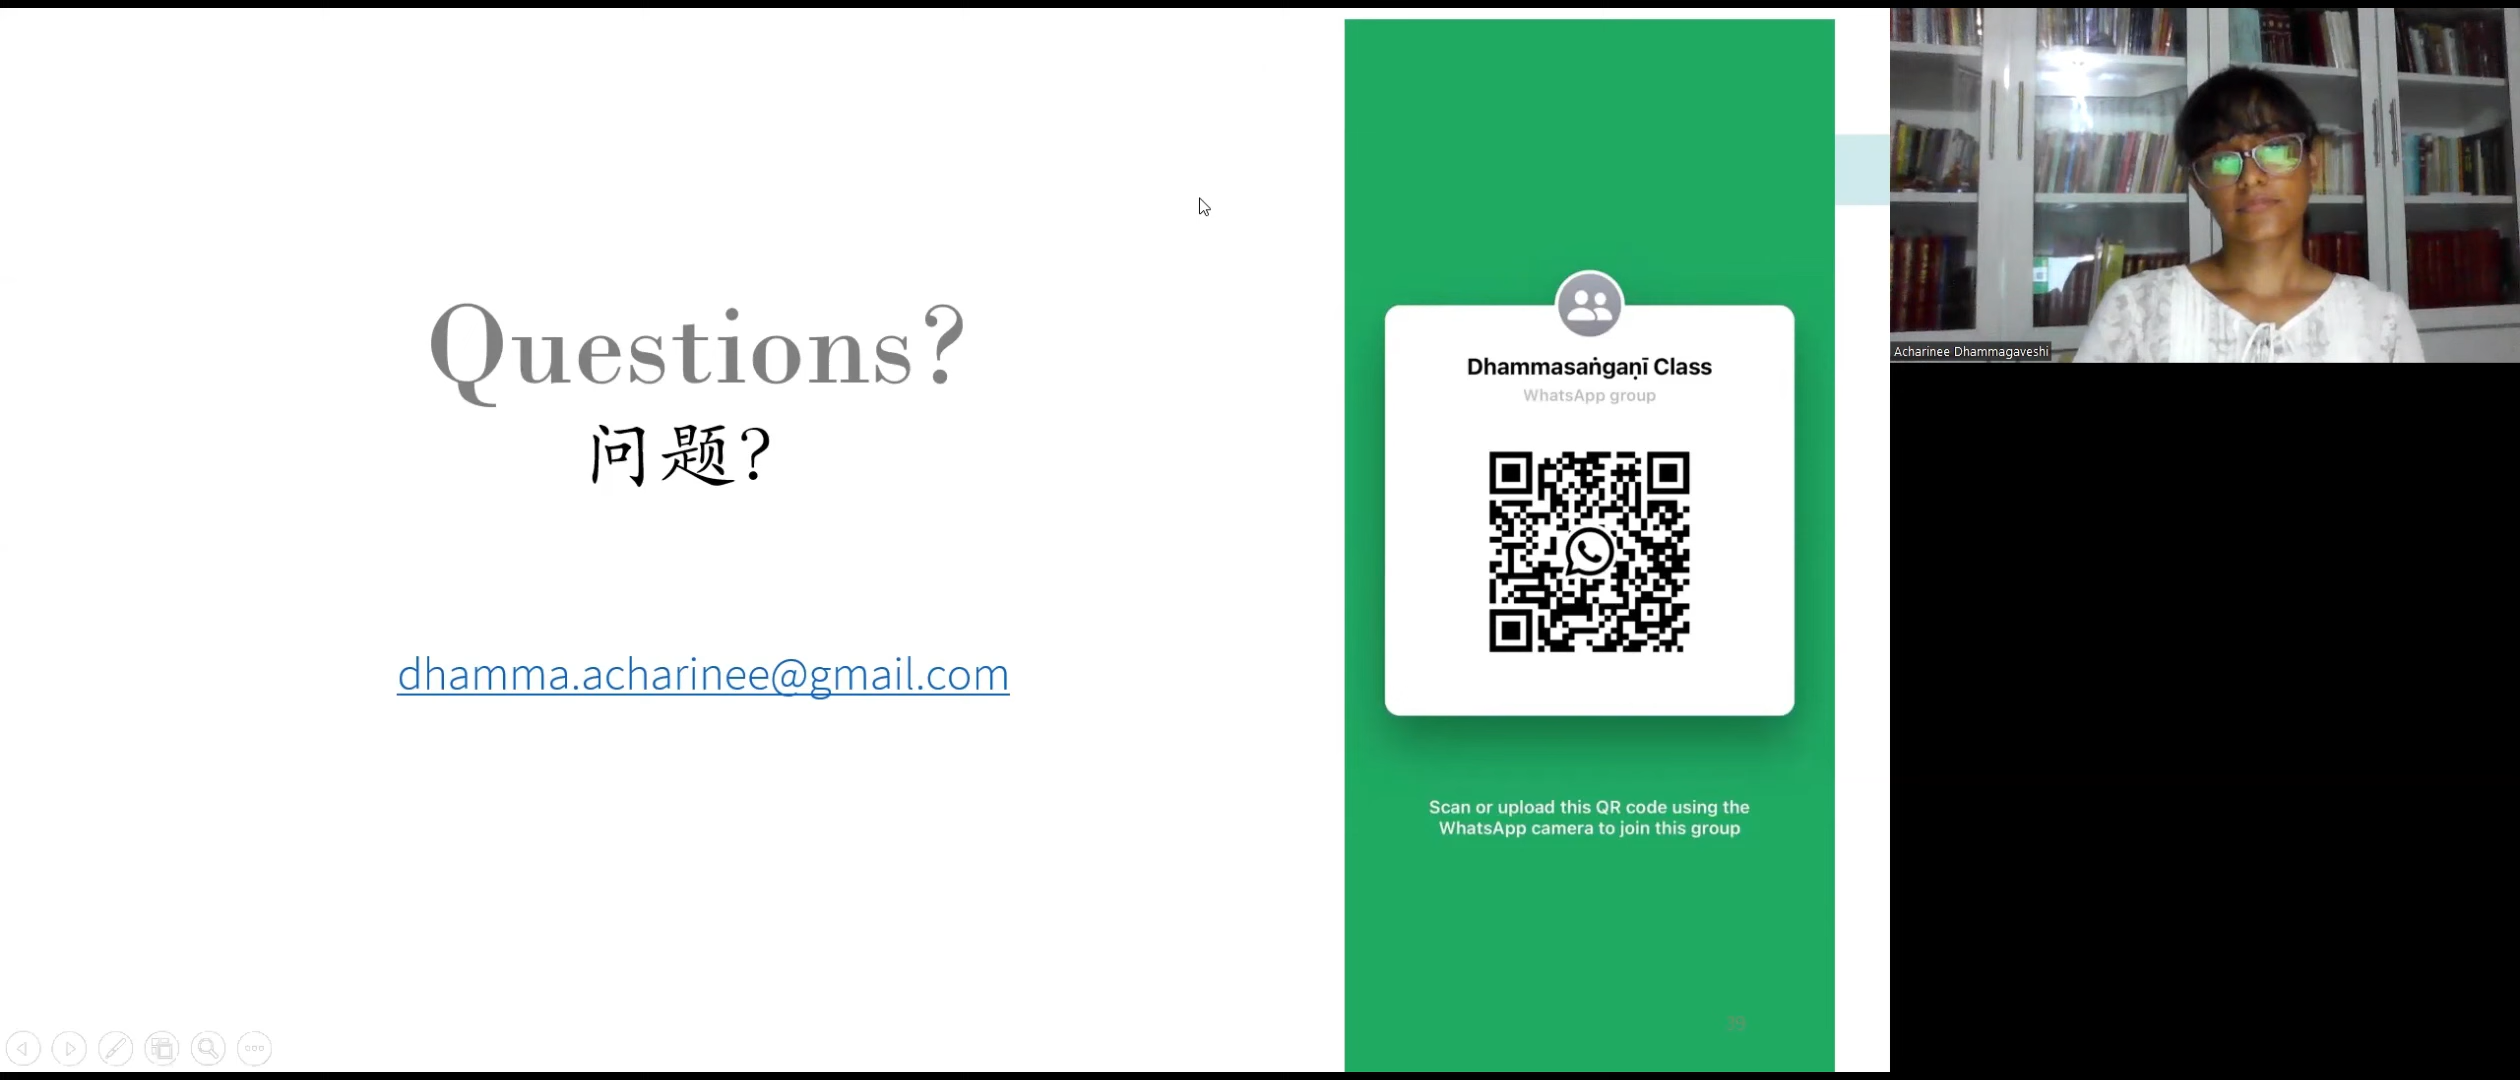 Questions?
问题?
dhamma.acharinee@gmail.com
Dhammasaṅgaṇī Class
WhatsApp group
Scan or upload this QR code using the
WhatsApp camera to join this group
39
Acharinee Dhammagaveshi